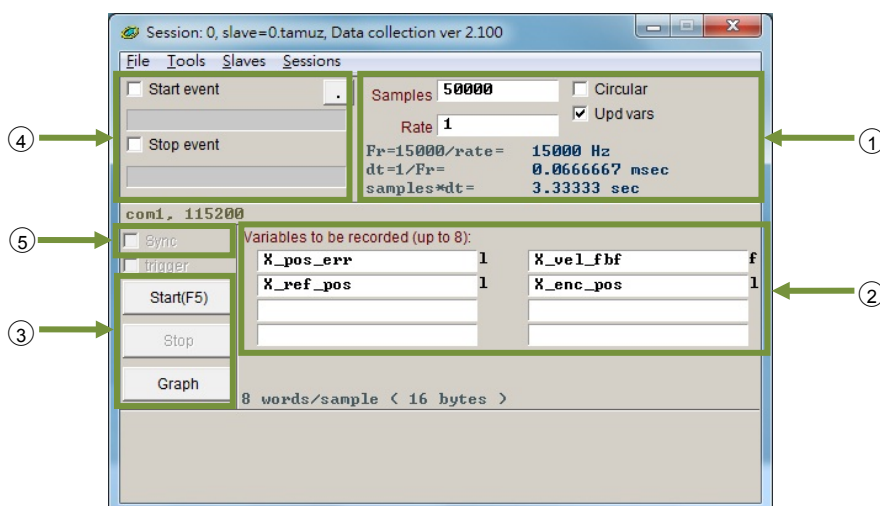 Session: 0, slave=0.tamuz, Data collection ver 2.100
File Tools Slaves Sessions
Start event .
Stop event
Samples 50000 Circular
Rate 1 Upd vars
Fr=15000/rate= 15000 Hz
dt=1/Fr= 0.0666667 msec
samples*dt= 3.33333 sec
④
①
com1, 115200
⑤
Sync
trigger
Variables to be recorded (up to 8):
X_pos_err l X_vel_fbf f
X_ref_pos l X_enc_pos l
②
③
Start(F5)
Stop
Graph
8 words/sample ( 16 bytes )